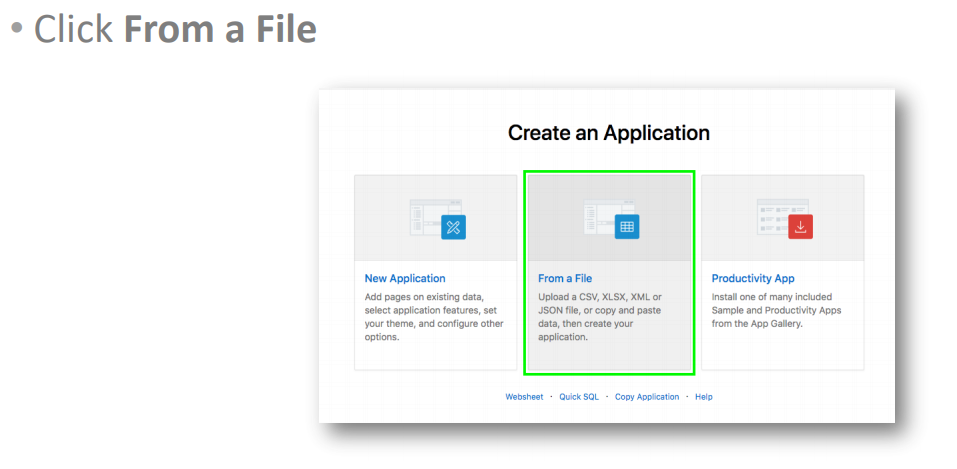 • Click From a File
Create an Application
New Application
Add pages on existing data,
select application features, set
your theme, and configure other
options.
From a File
Upload a CSV, XLSX, XML or
JSON file, or copy and paste
data, then create your
application.
Productivity App
Install one of many included
Sample and Productivity Apps
from the App Gallery.
Websheet · Quick SQL · Copy Application · Help